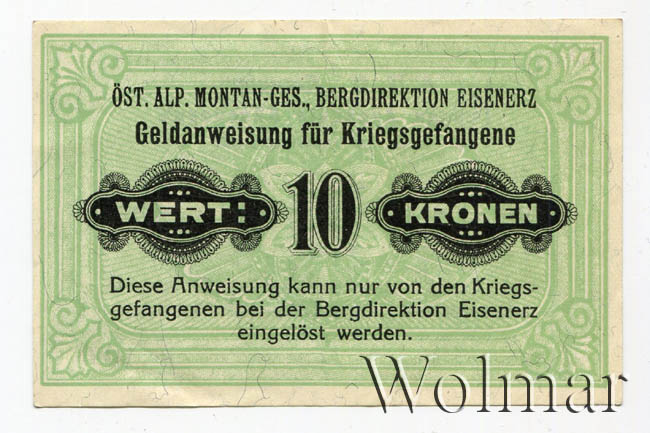 ÖST. ALP. MONTAN-GES., BERGDIREKTION EISENERZ
Geldanweisung für Kriegsgefangene
WERT: 10 KRONEN
Diese Anweisung kann nur von den Kriegs-
gefangenen bei der Bergdirektion Eisenerz
eingelöst werden.
Wolmar